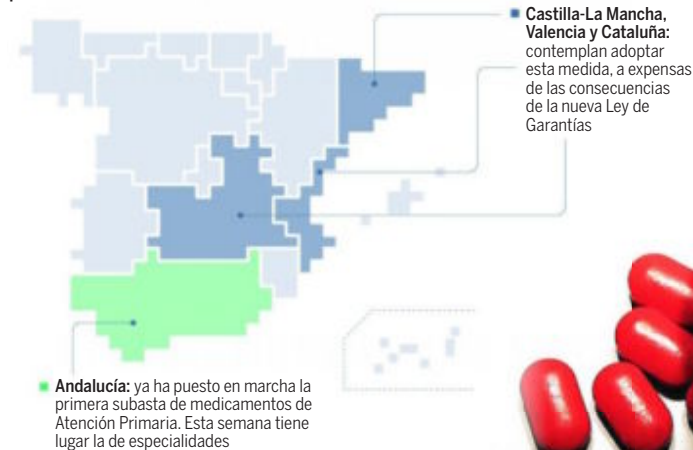 Castilla-La Mancha,
Valencia y Cataluña:
contemplan adoptar
esta medida, a expensas
de las consecuencias
de la nueva Ley de
Garantías
Andalucía: ya ha puesto en marcha la
primera subasta de medicamentos de
Atención Primaria. Esta semana tiene
lugar la de especialidades